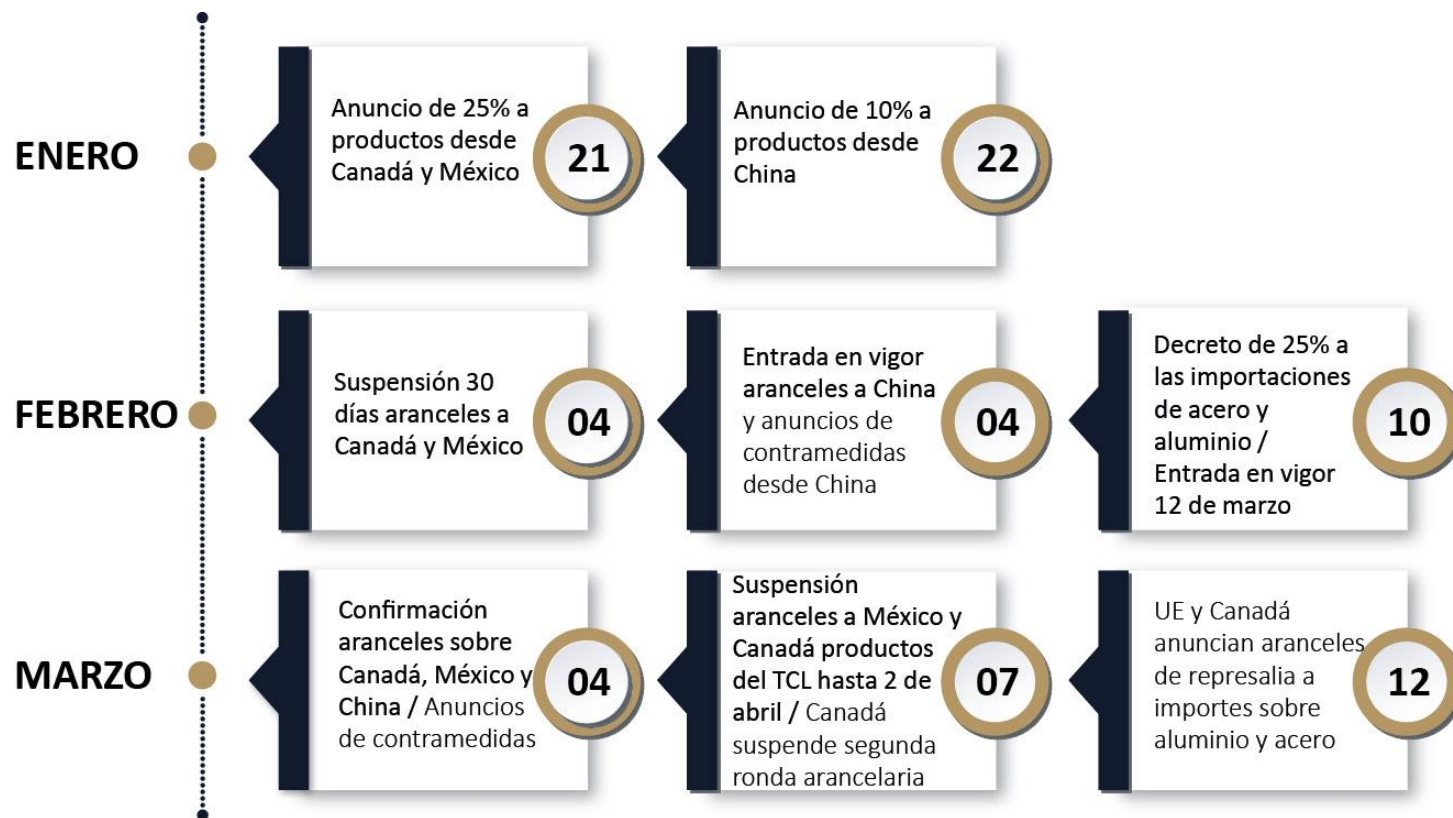 ENERO
Anuncio de 25% a
productos desde
Canadá y México
21
Anuncio de 10% a
productos desde
China
22
FEBRERO
Suspensión 30
días aranceles a
Canadá y México
04
Entrada en vigor
aranceles a China
y anuncios de
contramedidas
desde China
04
Decreto de 25% a
las importaciones
de acero y
aluminio /
Entrada en vigor
12 de marzo
10
MARZO
Confirmación
aranceles sobre
Canadá, México y
China / Anuncios
de contramedidas
04
Suspensión
aranceles a México y
Canadá productos
del TCL hasta 2 de
abril / Canadá
suspende segunda
ronda arancelaria
07
UE y Canadá
anuncian aranceles
de represalia a
importes sobre
aluminio y acero
12